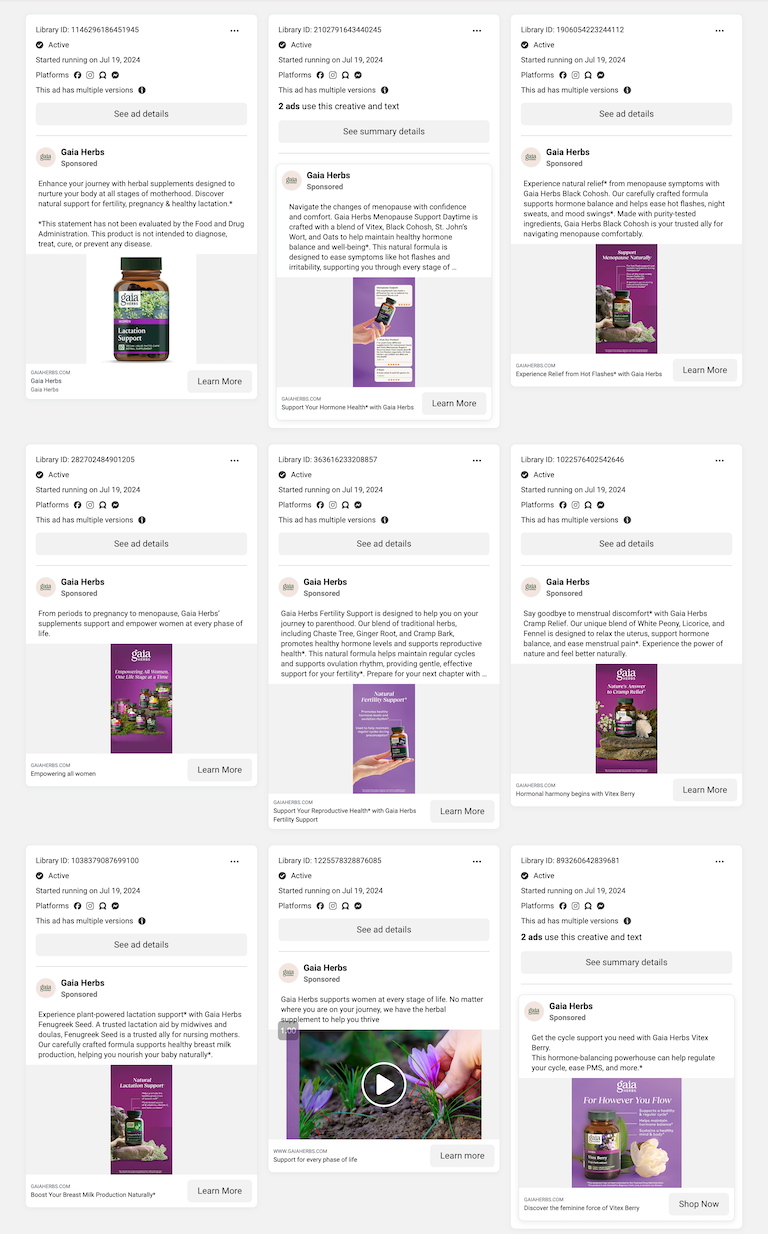 Library ID: 1146296186451945
Active
Started running on Jul 19, 2024
Platforms
This ad has multiple versions
See ad details
Gaia Herbs
Sponsored
Enhance your journey with herbal supplements designed to
nurture your body at all stages of motherhood. Discover
natural support for fertility, pregnancy & healthy lactation.*
*This statement has not been evaluated by the Food and Drug
Administration. This product is not intended to diagnose,
treat, cure, or prevent any disease.
gaia
HERBS
WOMEN
Lactation
Support
GAIAHERBS.COM
Gaia Herbs
Gaia Herbs
Learn More
Library ID: 2102791643440245
Active
Started running on Jul 19, 2024
Platforms
This ad has multiple versions
2 ads use this creative and text
See summary details
Gaia Herbs
Sponsored
Navigate the changes of menopause with confidence
and comfort. Gaia Herbs Menopause Support Daytime is
crafted with a blend of Vitex, Black Cohosh, St. John's
Wort, and Oats to help maintain healthy hormone
balance and well-being*. This natural formula is
designed to ease symptoms like hot flashes and
irritability, supporting you through every stage of ...
GAIAHERBS.COM
Support Your Hormone Health* with Gaia Herbs
Learn More
Library ID: 1906054223244112
Active
Started running on Jul 19, 2024
Platforms
This ad has multiple versions
See ad details
Gaia Herbs
Sponsored
Experience natural relief* from menopause symptoms with
Gaia Herbs Black Cohosh. Our carefully crafted formula
supports hormone balance and helps ease hot flashes, night
sweats, and mood swings*. Made with purity-tested
ingredients, Gaia Herbs Black Cohosh is your trusted ally for
navigating menopause comfortably.
Support
Menopause Naturally
GAIAHERBS.COM
Experience Relief from Hot Flashes* with Gaia Herbs
Learn More
Library ID: 282702484901205
Active
Started running on Jul 19, 2024
Platforms
This ad has multiple versions
See ad details
Gaia Herbs
Sponsored
From periods to pregnancy to menopause, Gaia Herbs'
supplements support and empower women at every phase of
life.
gaia
HERBS
Empowering All Women,
One Life Stage at a Time
GAIAHERBS.COM
Empowering all women
Learn More
Library ID: 363616233208857
Active
Started running on Jul 19, 2024
Platforms
This ad has multiple versions
See ad details
Gaia Herbs
Sponsored
Gaia Herbs Fertility Support is designed to help you on your
journey to parenthood. Our blend of traditional herbs,
including Chaste Tree, Ginger Root, and Cramp Bark,
promotes healthy hormone levels and supports reproductive
health*. This natural formula helps maintain regular cycles
and supports ovulation rhythm, providing gentle, effective
support for your fertility*. Prepare for your next chapter with ...
Natural
Fertility Support*
GAIAHERBS.COM
Support Your Reproductive Health* with Gaia Herbs
Fertility Support
Learn More
Library ID: 1022576402542646
Active
Started running on Jul 19, 2024
Platforms
This ad has multiple versions
See ad details
Gaia Herbs
Sponsored
Say goodbye to menstrual discomfort* with Gaia Herbs
Cramp Relief. Our unique blend of White Peony, Licorice, and
Fennel is designed to relax the uterus, support hormone
balance, and ease menstrual pain*. Experience the power of
nature and feel better naturally.
gaia
HERBS
Nature's Answer
to Cramp Relief*
GAIAHERBS.COM
Hormonal harmony begins with Vitex Berry
Learn More
Library ID: 1038379087699100
Active
Started running on Jul 19, 2024
Platforms
This ad has multiple versions
See ad details
Gaia Herbs
Sponsored
Experience plant-powered lactation support* with Gaia Herbs
Fenugreek Seed. A trusted lactation aid by midwives and
doulas, Fenugreek Seed is a trusted ally for nursing mothers.
Our carefully crafted formula supports healthy breast milk
production, helping you nourish your baby naturally*.
Natural
Lactation Support
GAIAHERBS.COM
Boost Your Breast Milk Production Naturally*
Learn More
Library ID: 1225578328876085
Active
Started running on Jul 19, 2024
Platforms
See ad details
Gaia Herbs
Sponsored
Gaia Herbs supports women at every stage of life. No matter
where you are on your journey, we have the herbal
supplement to help you thrive
1.00
WWW.GAIAHERBS.COM
Support for every phase of life
Learn more
Library ID: 893260642839681
Active
Started running on Jul 19, 2024
Platforms
This ad has multiple versions
2 ads use this creative and text
See summary details
Gaia Herbs
Sponsored
Get the cycle support you need with Gaia Herbs Vitex
Berry.
This hormone-balancing powerhouse can help regulate
your cycle, ease PMS, and more.*
gaia
HERBS
For However You Flow
Supports a healthy
& regular cycle*
Helps maintain
hormone balance*
Sustains a healthy
mind & body*
gaia
Vitex Berry
GAIAHERBS.COM
Discover the feminine force of Vitex Berry
Shop Now